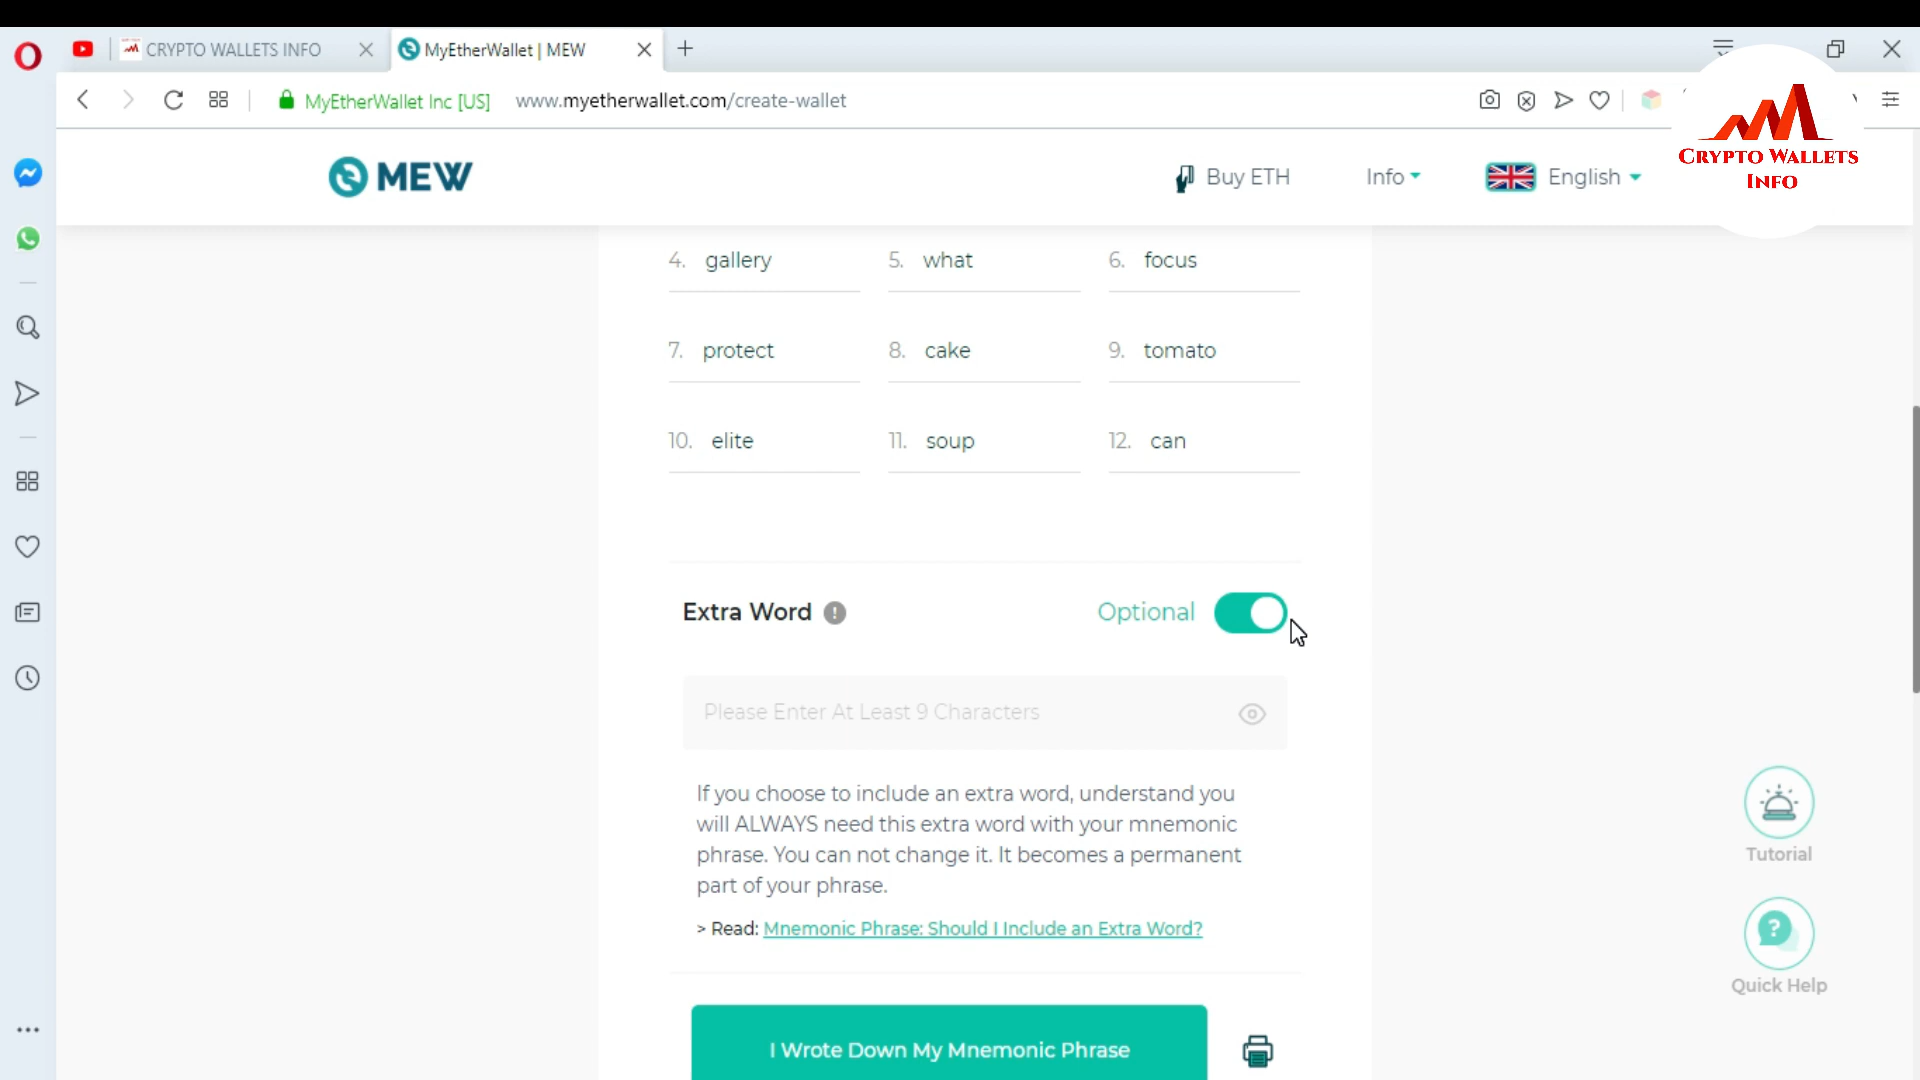 CRYPTO WALLETS INFO
MyEtherWallet | MEW
MyEtherWallet Inc [US] www.myetherwallet.com/create-wallet
CRYPTO WALLETS
INFO
MEW
Buy ETH
Info
English
4. gallery 5. what 6. focus
7. protect 8. cake 9. tomato
10. elite 11. soup 12. can
Extra Word ! Optional
Please Enter At Least 9 Characters
If you choose to include an extra word, understand you
will ALWAYS need this extra word with your mnemonic
phrase. You can not change it. It becomes a permanent
part of your phrase.
> Read: Mnemonic Phrase: Should I Include an Extra Word?
I Wrote Down My Mnemonic Phrase
Tutorial
?
Quick Help